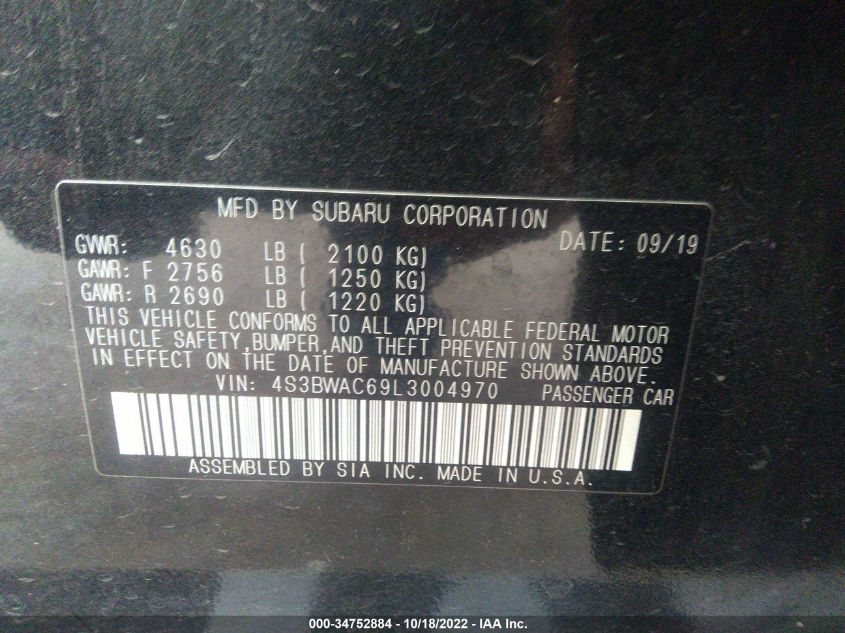 MFD BY SUBARU CORPORATION
DATE: 09/19
GVWR: 4630 LB ( 2100 KG)
GAWR: F 2756 LB ( 1250 KG)
GAWR: R 2690 LB ( 1220 KG)
THIS VEHICLE CONFORMS TO ALL APPLICABLE FEDERAL MOTOR
VEHICLE SAFETY, BUMPER, AND THEFT PREVENTION STANDARDS
IN EFFECT ON THE DATE OF MANUFACTURE SHOWN ABOVE.
VIN: 4S3BWAC69L3004970 PASSENGER CAR
ASSEMBLED BY SIA INC. MADE IN U.S.A.
000-34752884 - 10/18/2022 - IAA Inc.